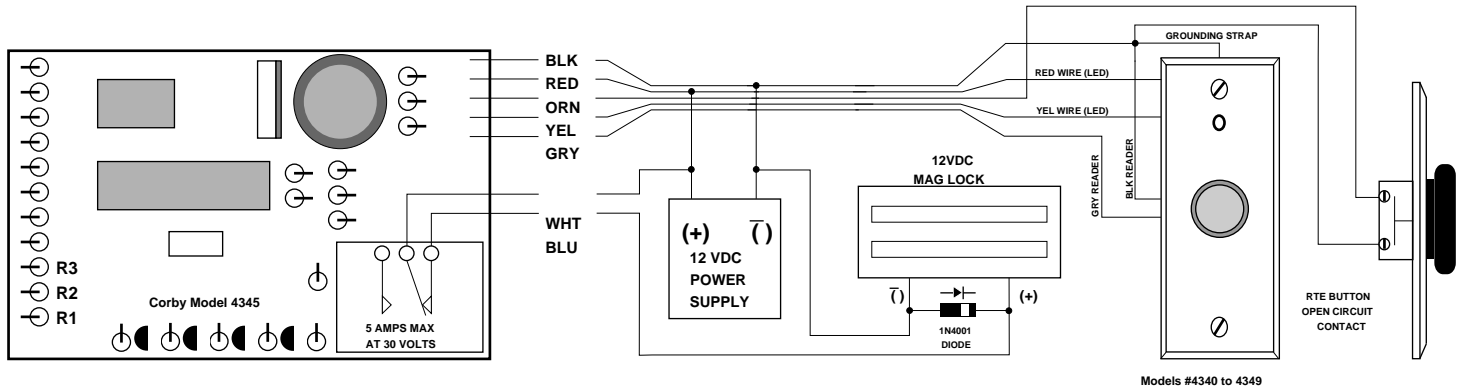 GROUNDING STRAP
BLK
RED
ORN
YEL
GRY
WHT
BLU
RED WIRE (LED)
YEL WIRE (LED)
GRY READER
BLK READER
12VDC
MAG LOCK
(+) (-)
12 VDC
POWER
SUPPLY
(-) (+)
1N4001
DIODE
R3
R2
R1
Corby Model 4345
5 AMPS MAX
AT 30 VOLTS
RTE BUTTON
OPEN CIRCUIT
CONTACT
Models #4340 to 4349